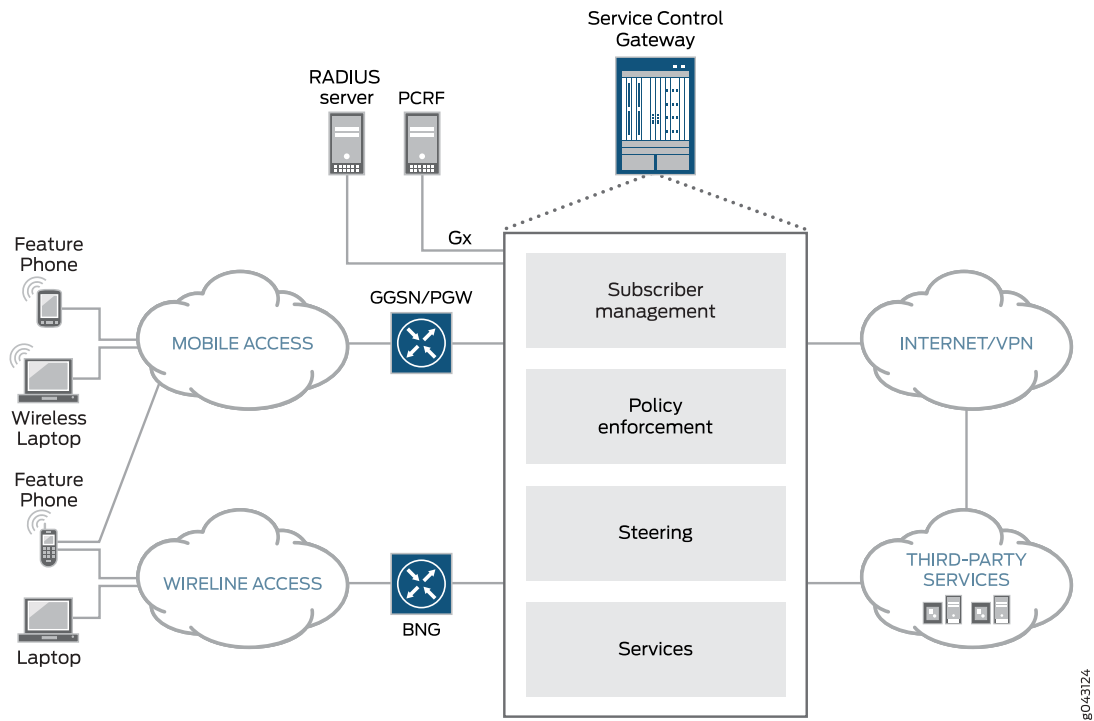 Service Control
Gateway
RADIUS
server
PCRF
Gx
Feature
Phone
GGSN/PGW
MOBILE ACCESS
Wireless
Laptop
Feature
Phone
WIRELINE ACCESS
BNG
Laptop
Subscriber
management
Policy
enforcement
Steering
Services
INTERNET/VPN
THIRD-PARTY
SERVICES
g043124